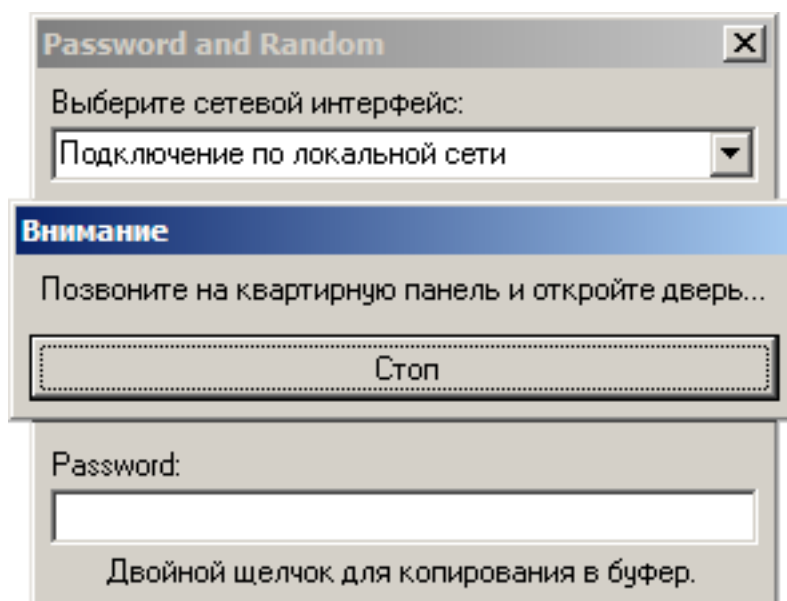 Password and Random
Выберите сетевой интерфейс:
Подключение по локальной сети
Внимание
Позвоните на квартирную панель и откройте дверь...
Стоп
Password:
Двойной щелчок для копирования в буфер.